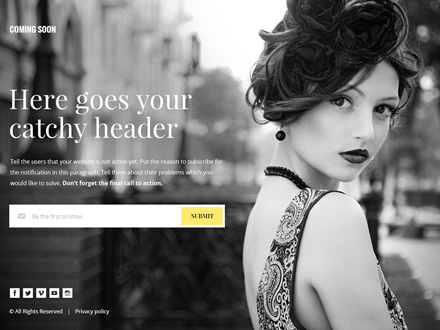 COMING SOON
Here goes your
catchy header
Tell the users that your website is not active yet. Put the reason to subscribe for
the notification in this paragraph. Tell them about their problems which you
would like to solve. Don't forget the final call to action.
Be the first to know
SUBMIT
© All Rights Reserved | Privacy policy